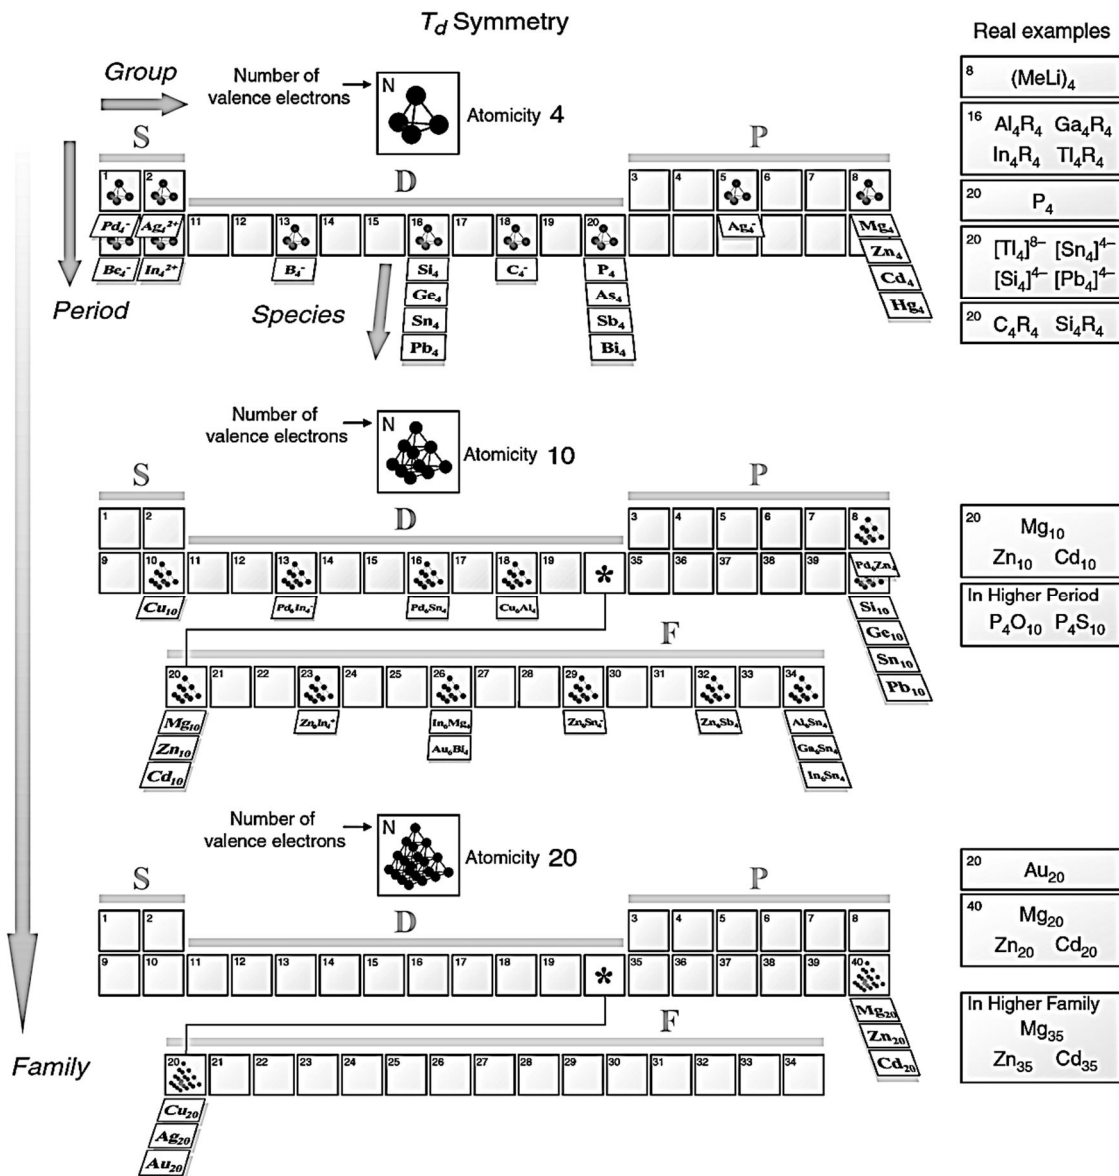 T_d Symmetry
Real examples
Group
Number of
valence electrons
N
Atomicity 4
8 (MeLi)4
16 Al4R4 Ga4R4
In4R4 Tl4R4
20 P4
20 [Tl4]8– [Sn4]4–
[Si4]4– [Pb4]4–
20 C4R4 Si4R4
S
D
P
1 2
3 4 5 6 7 8
Pd4- Ag4 2+
11 12 13 14 15 16 17 18 19 20
Ag4-
Be4- In4 2+
B4-
Si4
C4-
P4
Mg4
Zn4
Cd4
Hg4
Ge4
Sn4
Pb4
As4
Sb4
Bi4
Period
Species
Number of
valence electrons
N
Atomicity 10
S
D
P
1 2
3 4 5 6 7 8
9 10 11 12 13 14 15 16 17 18 19 *
35 36 37 38 39
Pd6Zn4
Cu10
Pd6In4-
Pd6Sn4
Cu6Al4
Si10
Ge10
Sn10
Pb10
20 Mg10
Zn10 Cd10
In Higher Period
P4O10 P4S10
F
20 21 22 23 24 25 26 27 28 29 30 31 32 33 34
Mg10
Zn10
Cd10
Zn6In4+
In6Mg4
Au6Bi4
Zn6Sn4-
Zn6Sb4
Al6Sn4
Ga6Sn4
In6Sn4
Number of
valence electrons
N
Atomicity 20
S
D
P
1 2
3 4 5 6 7 8
9 10 11 12 13 14 15 16 17 18 19 *
35 36 37 38 39 40
Mg20
Zn20
Cd20
20 Au20
40 Mg20
Zn20 Cd20
In Higher Family
Mg35
Zn35 Cd35
F
20 21 22 23 24 25 26 27 28 29 30 31 32 33 34
Cu20
Ag20
Au20
Family